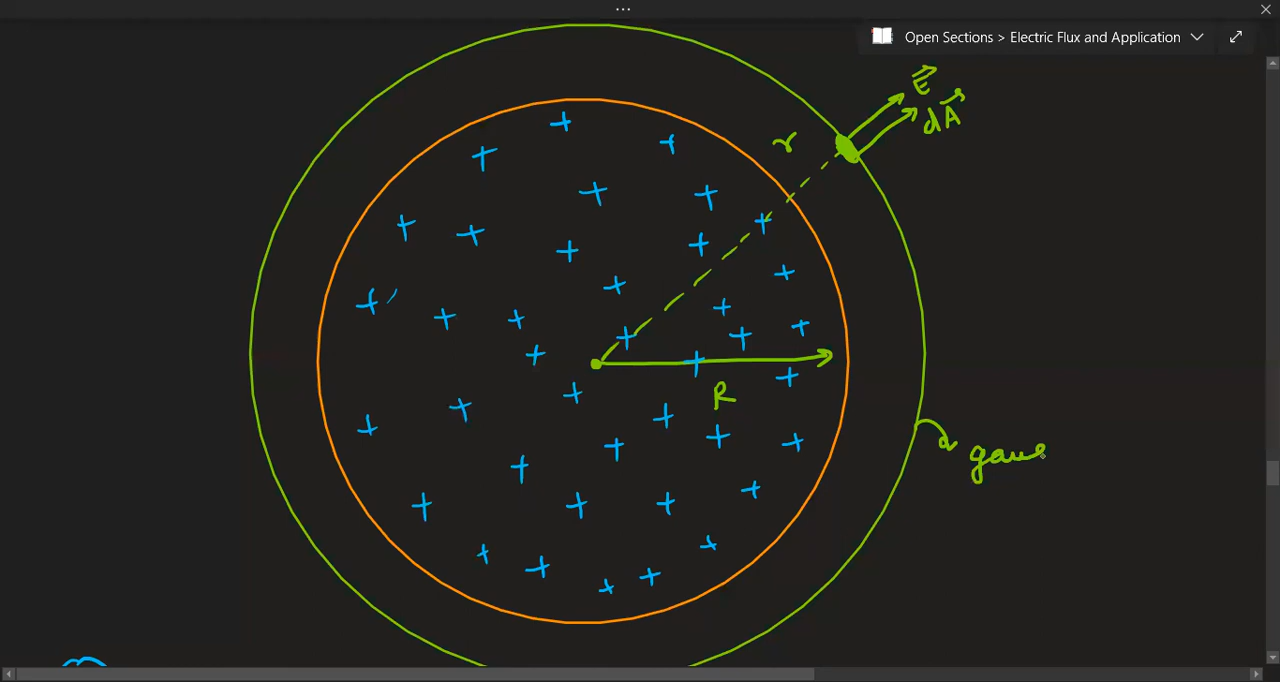 Open Sections > Electric Flux and Application
E
dA
r
R
gaus